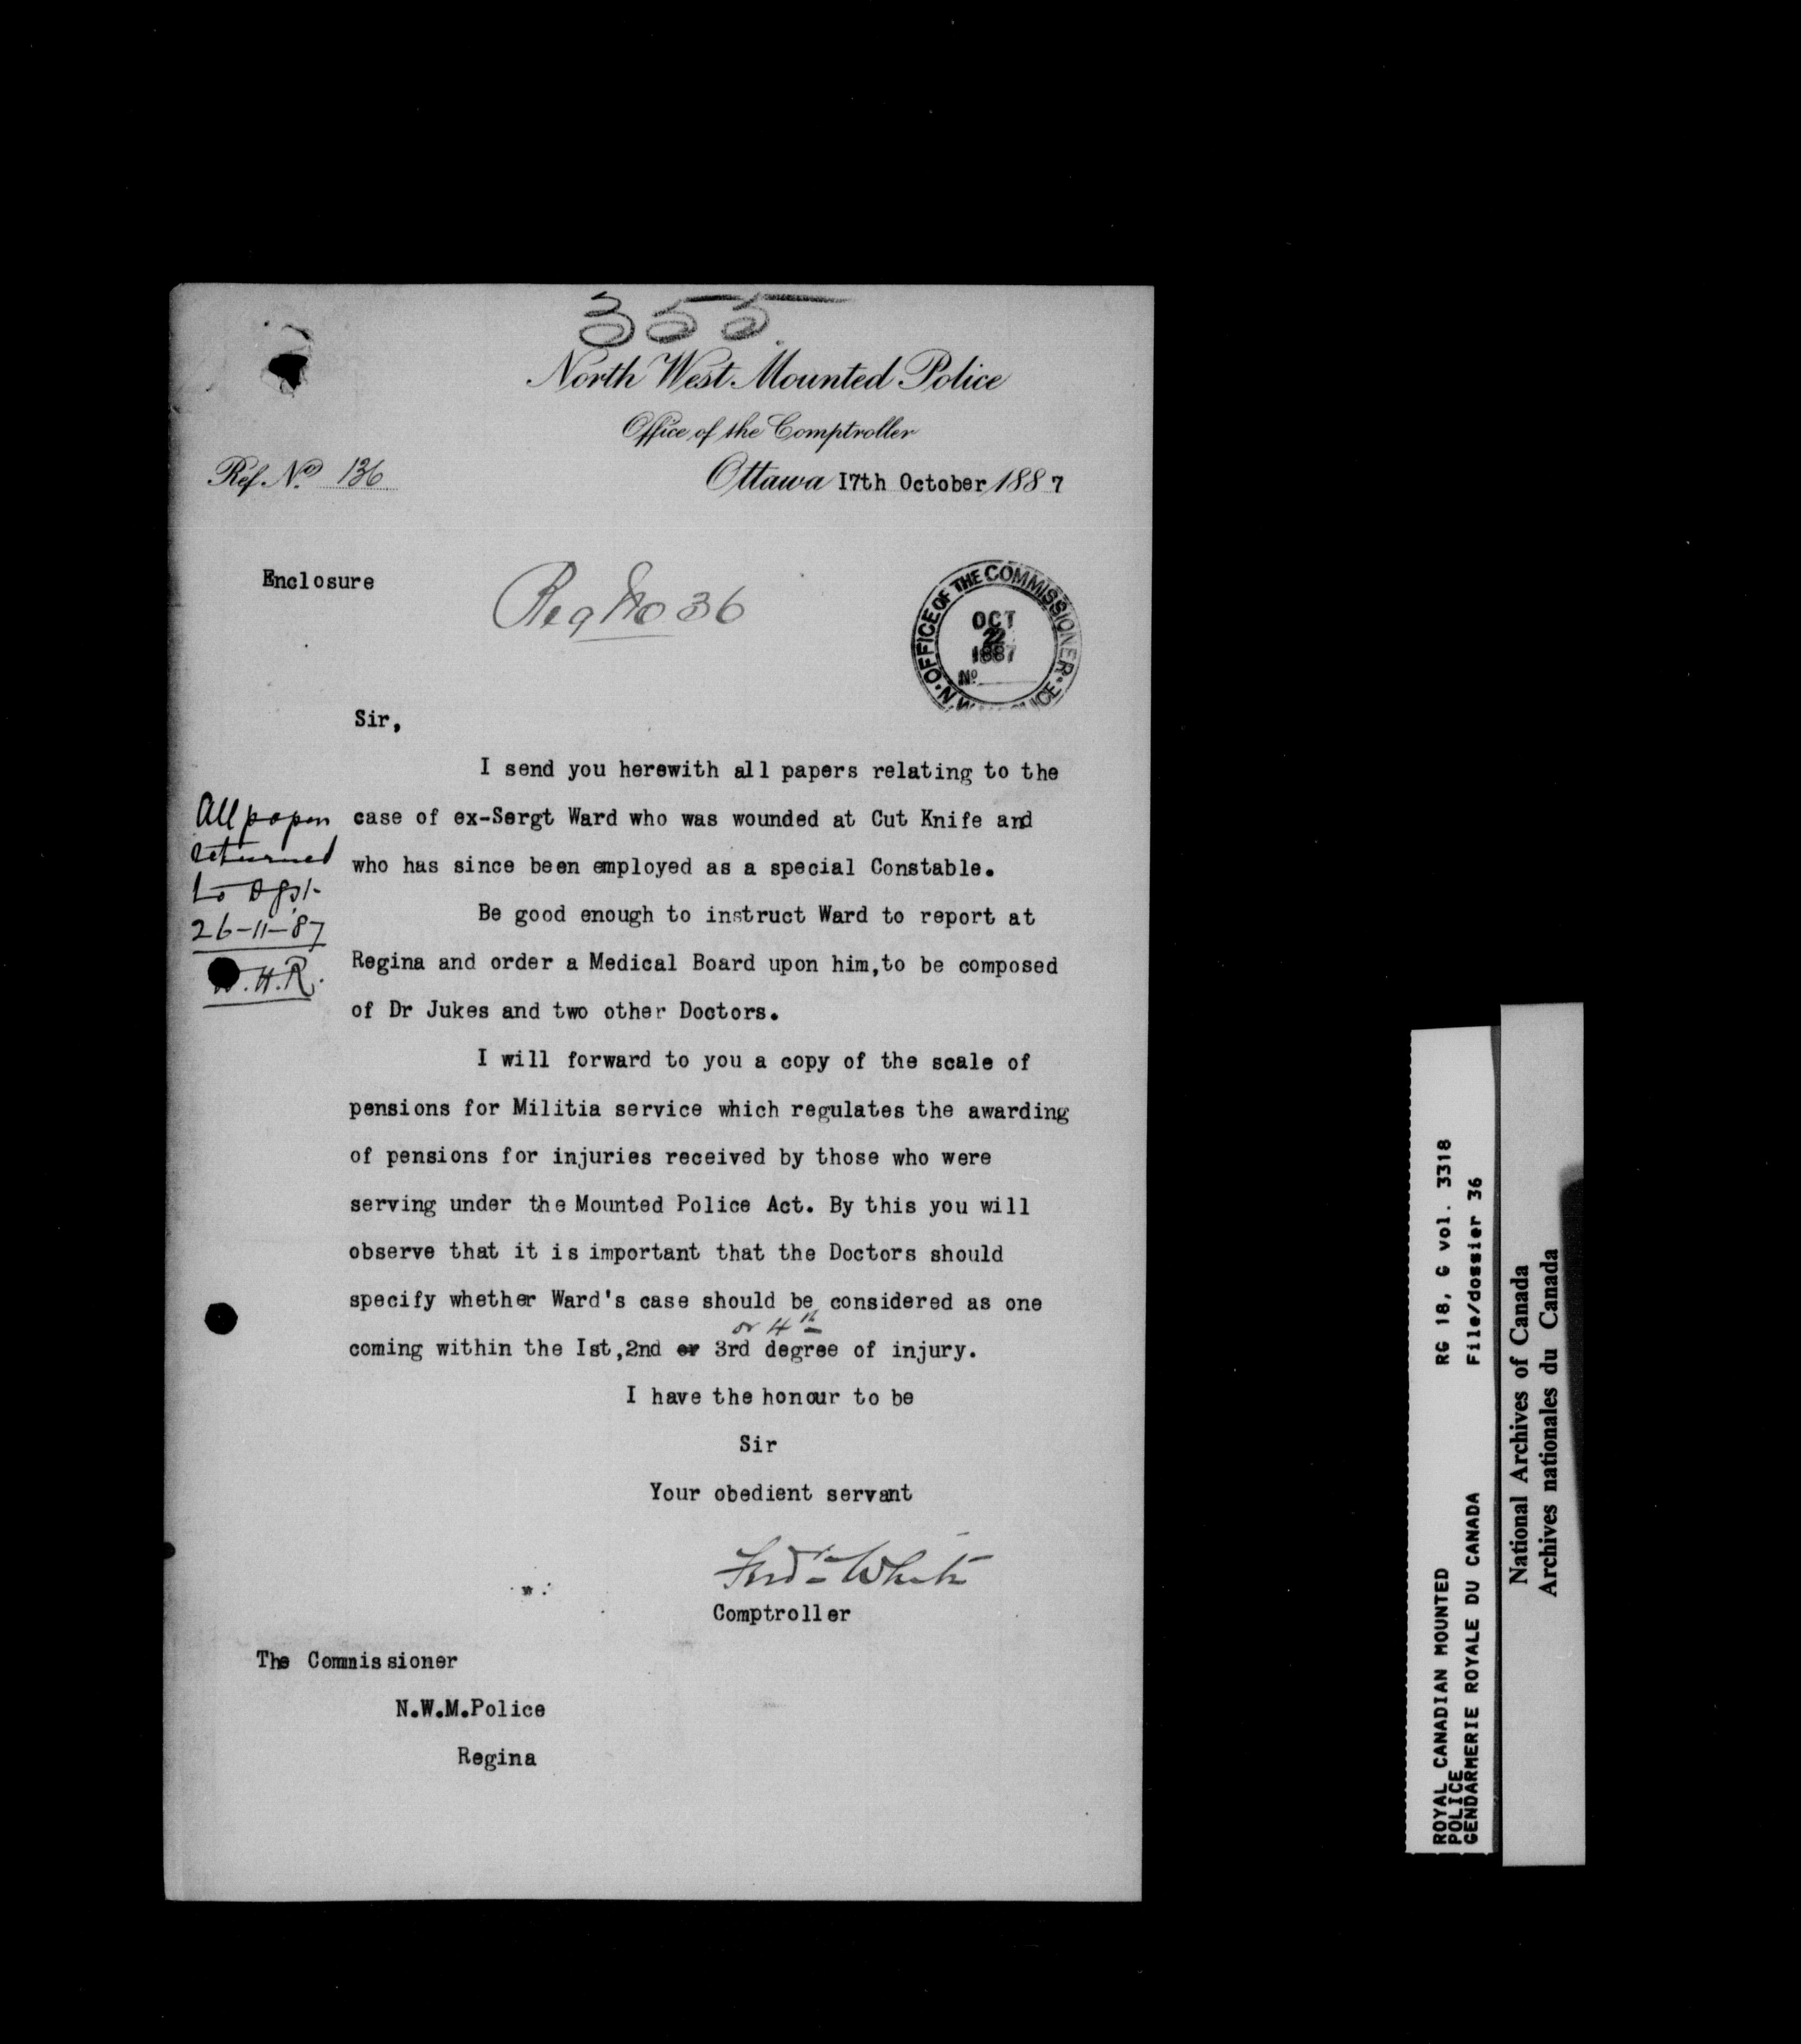 355
North West Mounted Police
Office of the Comptroller
Ref. No. 136
Ottawa 17th October 1887
Enclosure
Reg No 36
OFFICE OF THE COMMISSIONER
OCT
1887
No
Sir,
I send you herewith all papers relating to the
case of ex-Sergt Ward who was wounded at Cut Knife and
who has since been employed as a special Constable.
All papers
returned
to
26-11-87
.H.R.
Be good enough to instruct Ward to report at
Regina and order a Medical Board upon him,to be composed
of Dr Jukes and two other Doctors.
I will forward to you a copy of the scale of
pensions for Militia service which regulates the awarding
of pensions for injuries received by those who were
serving under the Mounted Police Act. By this you will
observe that it is important that the Doctors should
specify whether Ward's case should be considered as one
or 4th
coming within the Ist,2nd or 3rd degree of injury.
I have the honour to be
Sir
Your obedient servant
Fred White
Comptroller
The Commissioner
N.W.M.Police
Regina
ROYAL CANADIAN MOUNTED RG 18, G vol. 3318
POLICE File/dossier 36
GENDARMERIE ROYALE DU CANADA
National Archives of Canada
Archives nationales du Canada